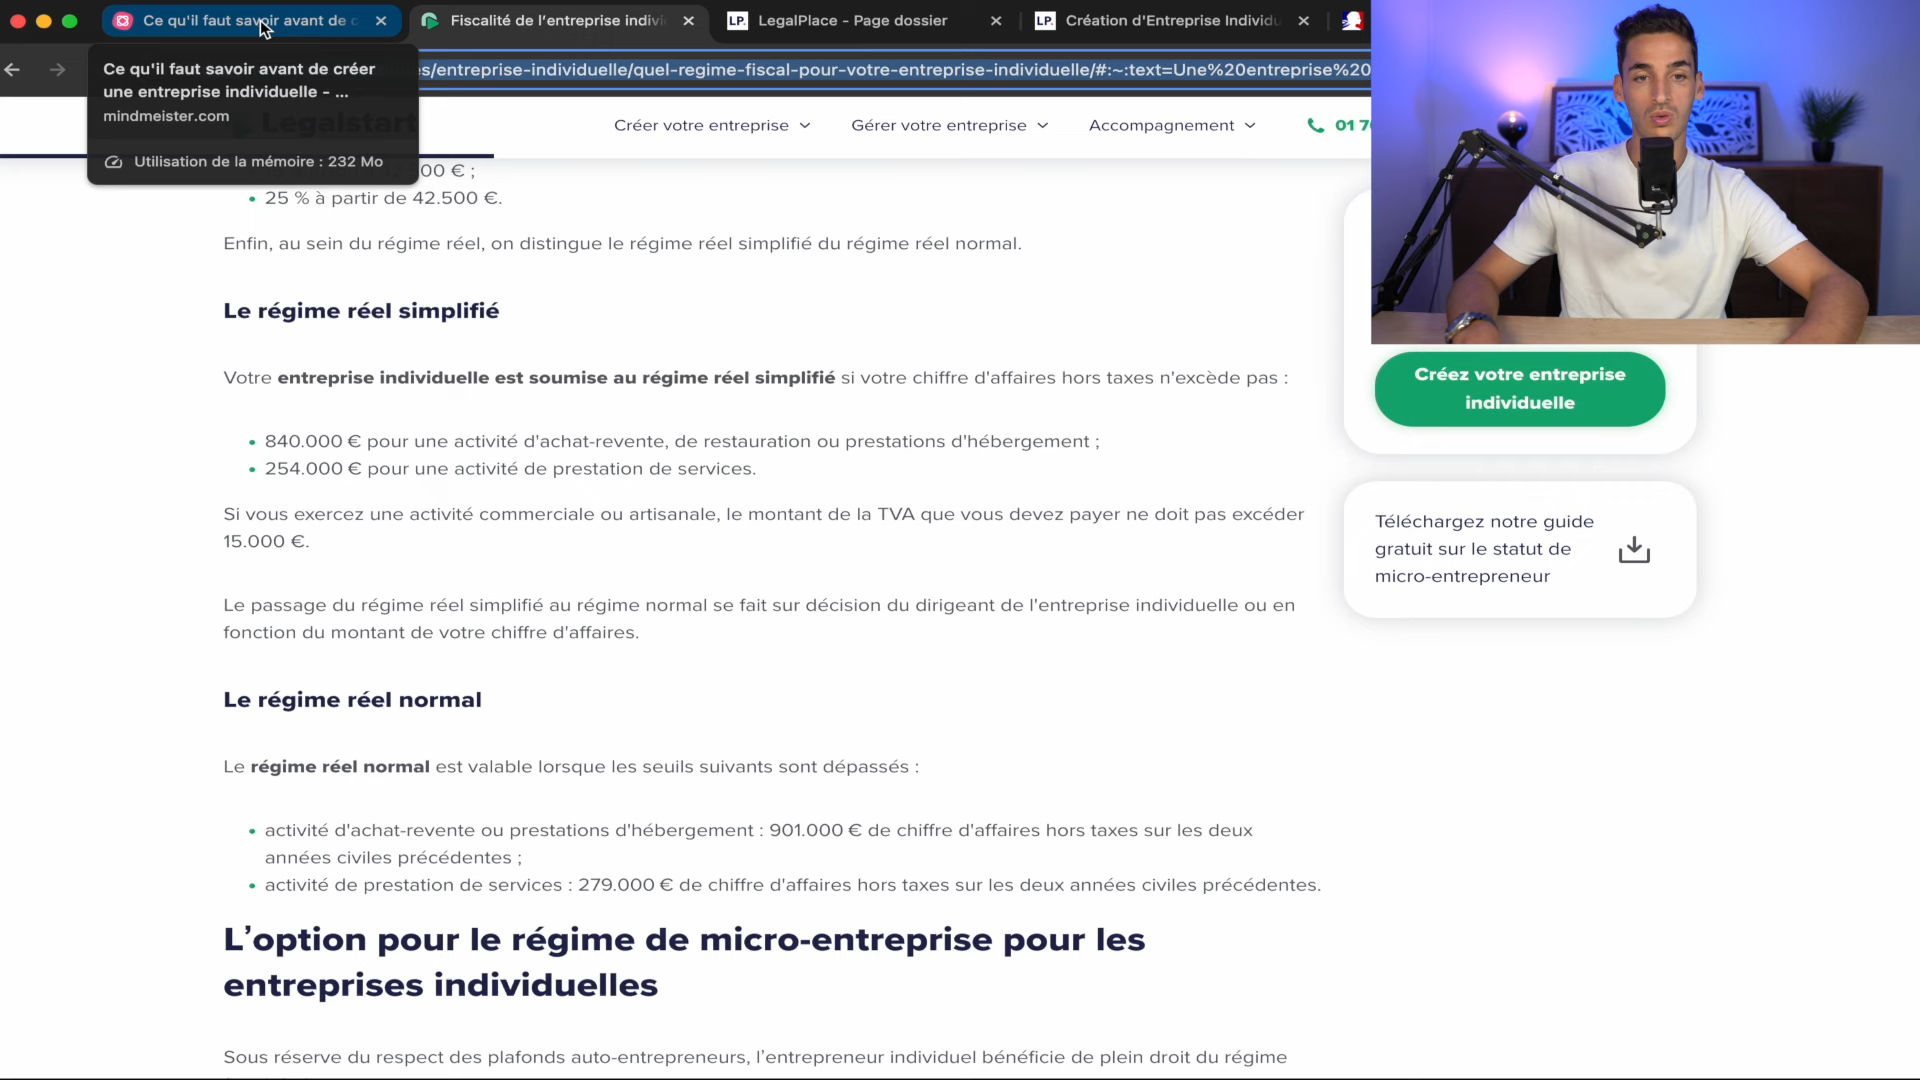 Ce qu'il faut savoir avant de c
Fiscalité de l'entreprise indivi
LP. LegalPlace - Page dossier
LP. Création d'Entreprise Individu
es/entreprise-individuelle/quel-regime-fiscal-pour-votre-entreprise-individuelle/#:~:text=Une%20entreprise%20
Ce qu'il faut savoir avant de créer
une entreprise individuelle - ...
mindmeister.com
Utilisation de la mémoire : 232 Mo
Legalstart
Créer votre entreprise
Gérer votre entreprise
Accompagnement
01 7
00 € ;
• 25 % à partir de 42.500 €.
Enfin, au sein du régime réel, on distingue le régime réel simplifié du régime réel normal.
Le régime réel simplifié
Votre entreprise individuelle est soumise au régime réel simplifié si votre chiffre d'affaires hors taxes n'excède pas :
• 840.000 € pour une activité d'achat-revente, de restauration ou prestations d'hébergement ;
• 254.000 € pour une activité de prestation de services.
Si vous exercez une activité commerciale ou artisanale, le montant de la TVA que vous devez payer ne doit pas excéder
15.000 €.
Le passage du régime réel simplifié au régime normal se fait sur décision du dirigeant de l'entreprise individuelle ou en
fonction du montant de votre chiffre d'affaires.
Le régime réel normal
Le régime réel normal est valable lorsque les seuils suivants sont dépassés :
• activité d'achat-revente ou prestations d'hébergement : 901.000 € de chiffre d'affaires hors taxes sur les deux
années civiles précédentes ;
• activité de prestation de services : 279.000 € de chiffre d'affaires hors taxes sur les deux années civiles précédentes.
L'option pour le régime de micro-entreprise pour les
entreprises individuelles
Sous réserve du respect des plafonds auto-entrepreneurs, l'entrepreneur individuel bénéficie de plein droit du régime
Créez votre entreprise
individuelle
Téléchargez notre guide
gratuit sur le statut de
micro-entrepreneur